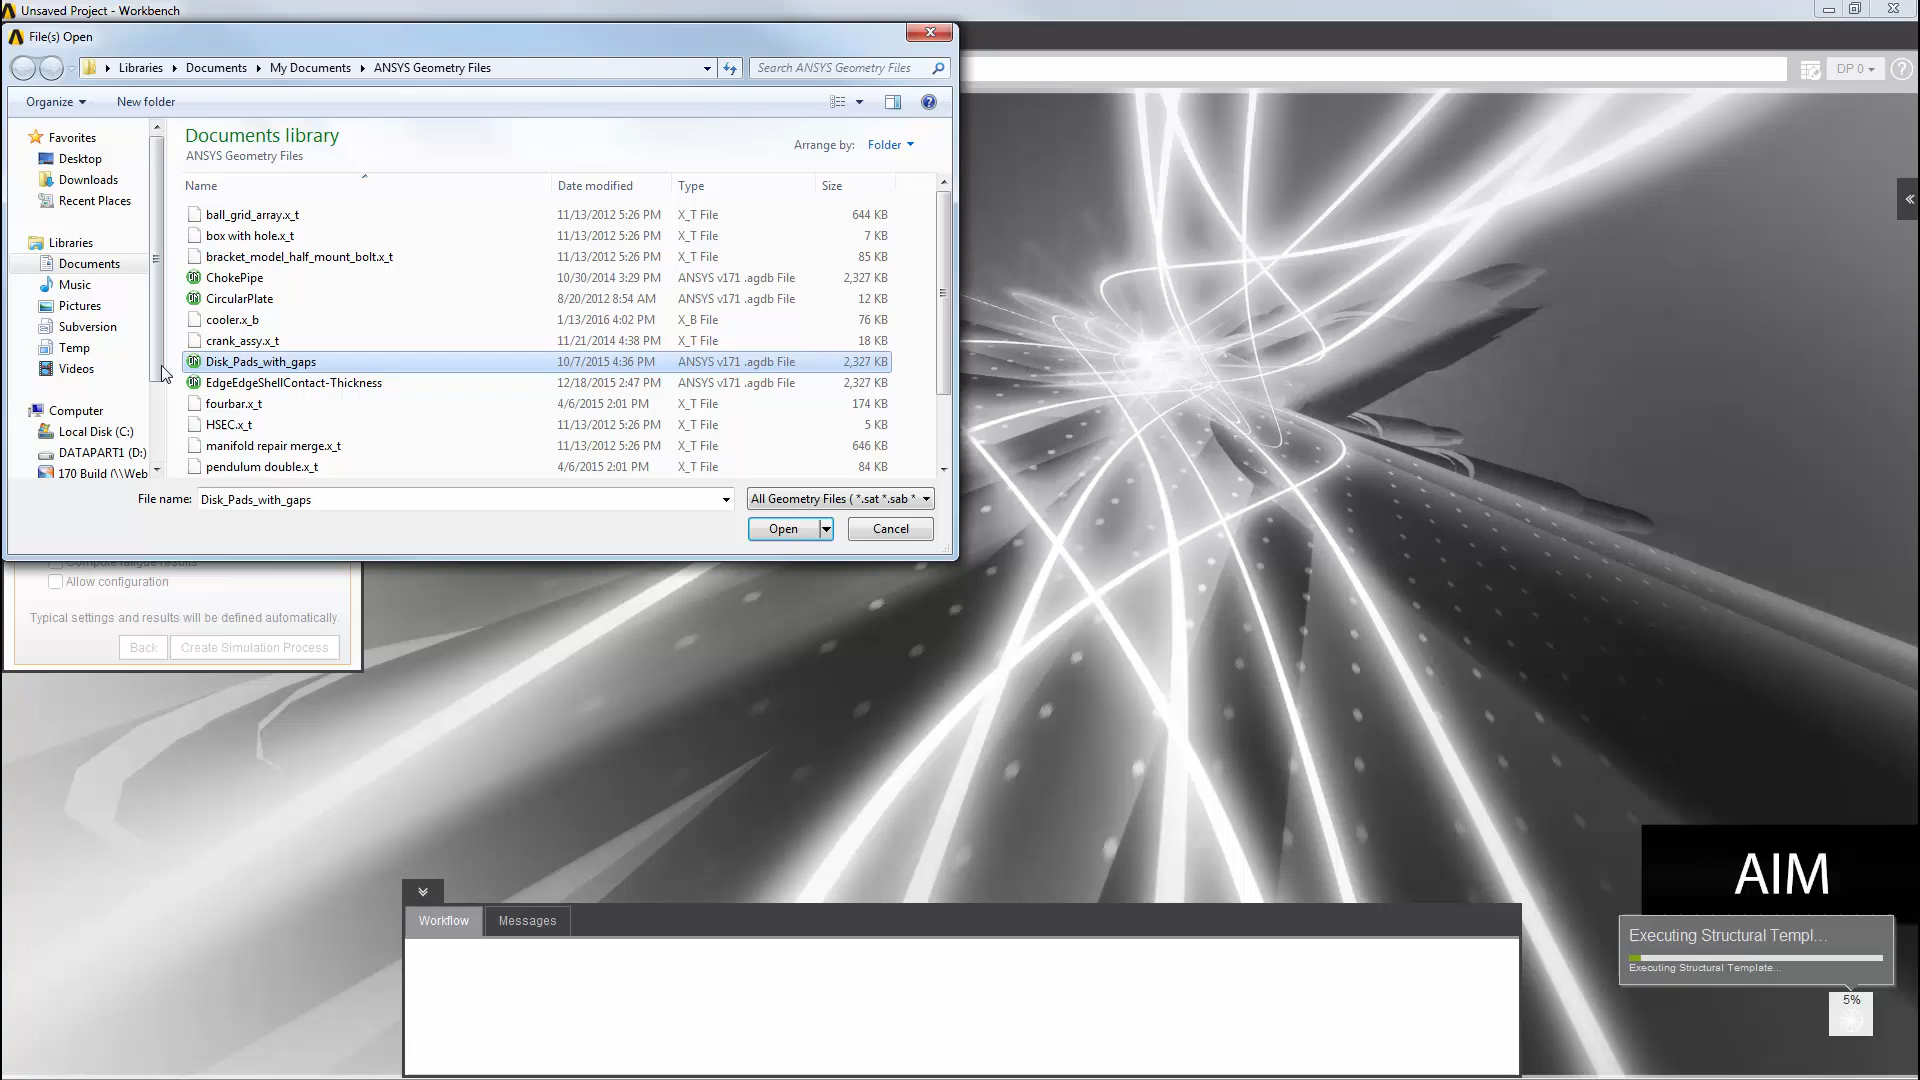 Unsaved Project - Workbench
File(s) Open
Libraries Documents My Documents ANSYS Geometry Files
Search ANSYS Geometry Files
DP 0
Organize New folder
Favorites
Desktop
Downloads
Recent Places
Libraries
Documents
Music
Pictures
Subversion
Temp
Videos
Computer
Local Disk (C:)
DATAPART1 (D:)
170 Build (\\Web
Documents library
ANSYS Geometry Files
Arrange by: Folder
Name Date modified Type Size
ball_grid_array.x_t 11/13/2012 5:26 PM X_T File 644 KB
box with hole.x_t 11/13/2012 5:26 PM X_T File 7 KB
bracket_model_half_mount_bolt.x_t 11/13/2012 5:26 PM X_T File 85 KB
ChokePipe 10/30/2014 3:29 PM ANSYS v171 .agdb File 2,327 KB
CircularPlate 8/20/2012 8:54 AM ANSYS v171 .agdb File 12 KB
cooler.x_b 1/13/2016 4:02 PM X_B File 76 KB
crank_assy.x_t 11/21/2014 4:38 PM X_T File 18 KB
Disk_Pads_with_gaps 10/7/2015 4:36 PM ANSYS v171 .agdb File 2,327 KB
EdgeEdgeShellContact-Thickness 12/18/2015 2:47 PM ANSYS v171 .agdb File 2,327 KB
fourbar.x_t 4/6/2015 2:01 PM X_T File 174 KB
HSEC.x_t 11/13/2012 5:26 PM X_T File 5 KB
manifold repair merge.x_t 11/13/2012 5:26 PM X_T File 646 KB
pendulum double.x_t 4/6/2015 2:01 PM X_T File 84 KB
File name: Disk_Pads_with_gaps
All Geometry Files ( *.sat *.sab *
Open Cancel
Compute fatigue results
Allow configuration
Typical settings and results will be defined automatically.
Back Create Simulation Process
Workflow Messages
AIM
Executing Structural Templ...
Executing Structural Template...
5%